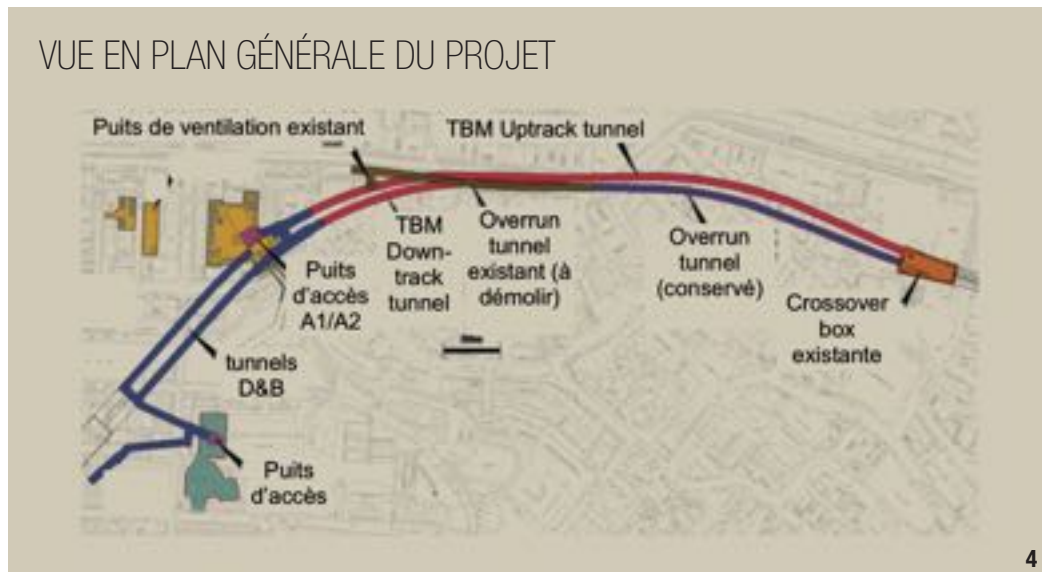 VUE EN PLAN GÉNÉRALE DU PROJET
Puits de ventilation existant
TBM Uptrack tunnel
TBM
Down-
track
tunnel
Overrun
tunnel
existant (à
démolir)
Overrun
tunnel
(conservé)
Crossover
box
existante
Puits
d'accès
A1/A2
tunnels
D&B
Puits
d'accès
4